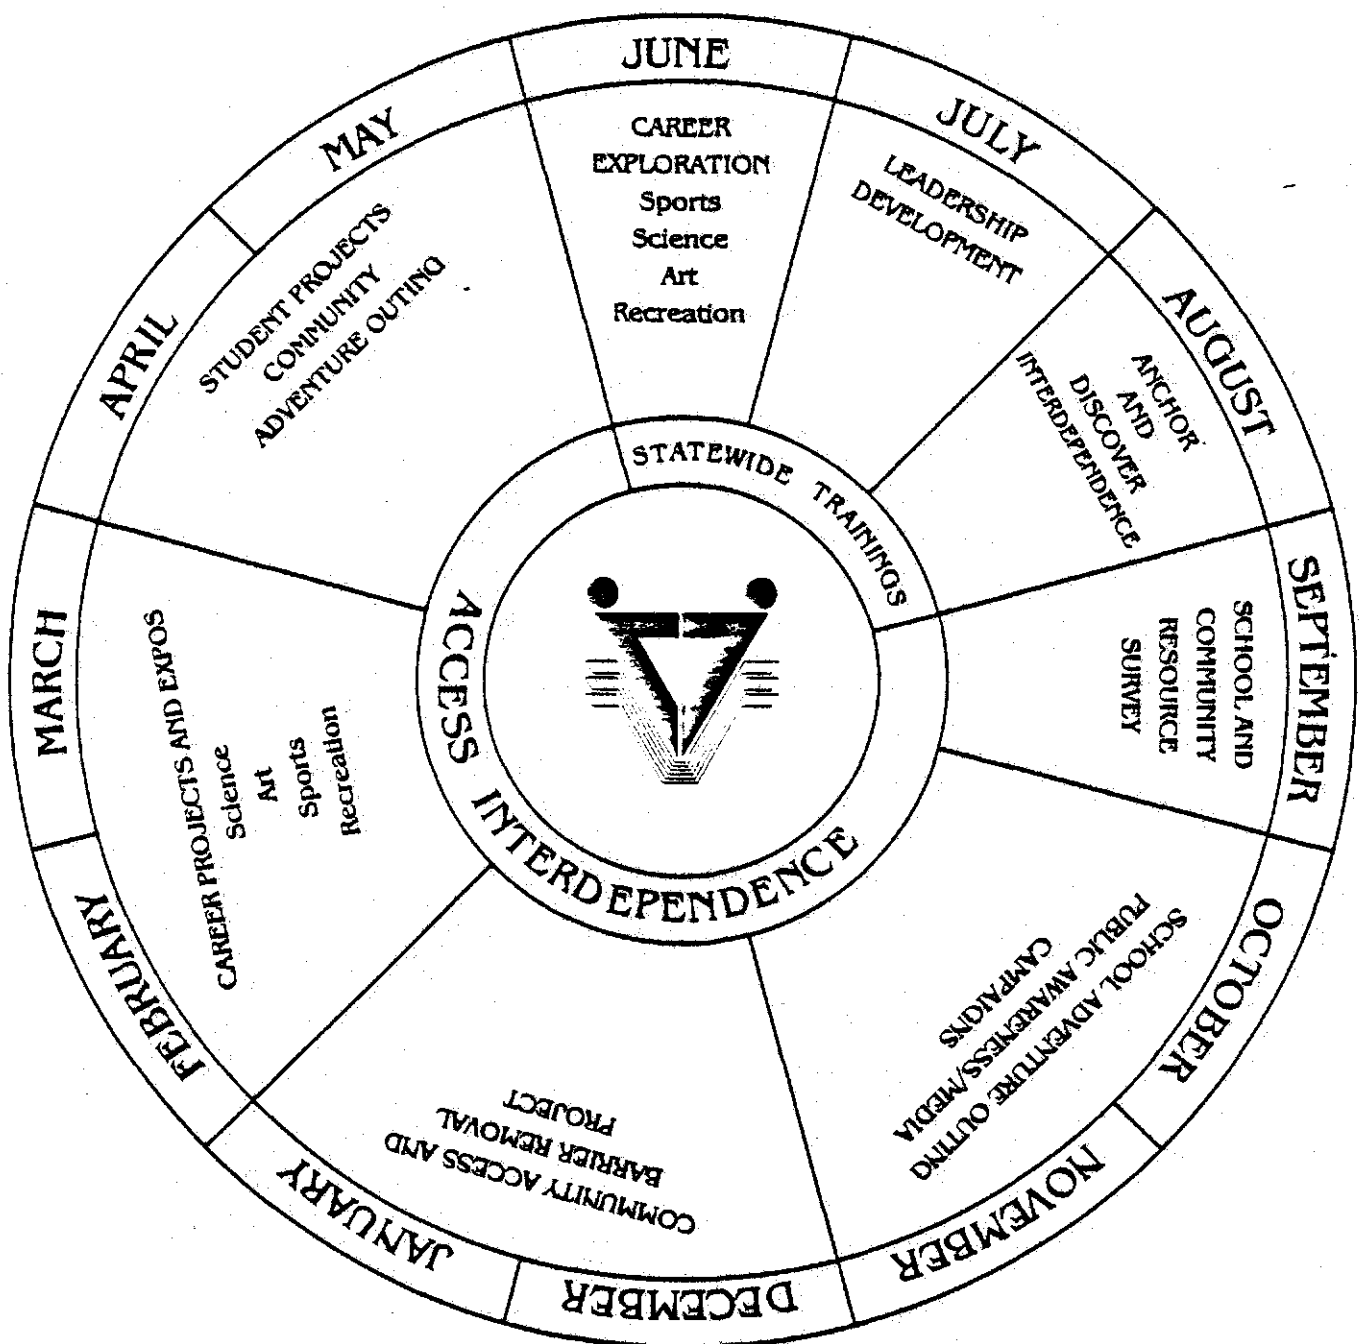 JUNE
CAREER
EXPLORATION
Sports
Science
Art
Recreation
JULY
LEADERSHIP
DEVELOPMENT
AUGUST
ANCHOR
AND
DISCOVER
INTERDEPENDENCE
SEPTEMBER
SCHOOL AND
COMMUNITY
RESOURCE
SURVEY
OCTOBER
NOVEMBER
SCHOOL ADVENTURE OUTING
PUBLIC AWARENESS/MEDIA
CAMPAIGNS
DECEMBER
JANUARY
COMMUNITY ACCESS AND
BARRIER REMOVAL
PROJECT
FEBRUARY
MARCH
CAREER PROJECTS AND EXPOS
Science
Art
Sports
Recreation
APRIL
MAY
STUDENT PROJECTS
COMMUNITY
ADVENTURE OUTING
STATEWIDE TRAININGS
ACCESS INTERDEPENDENCE